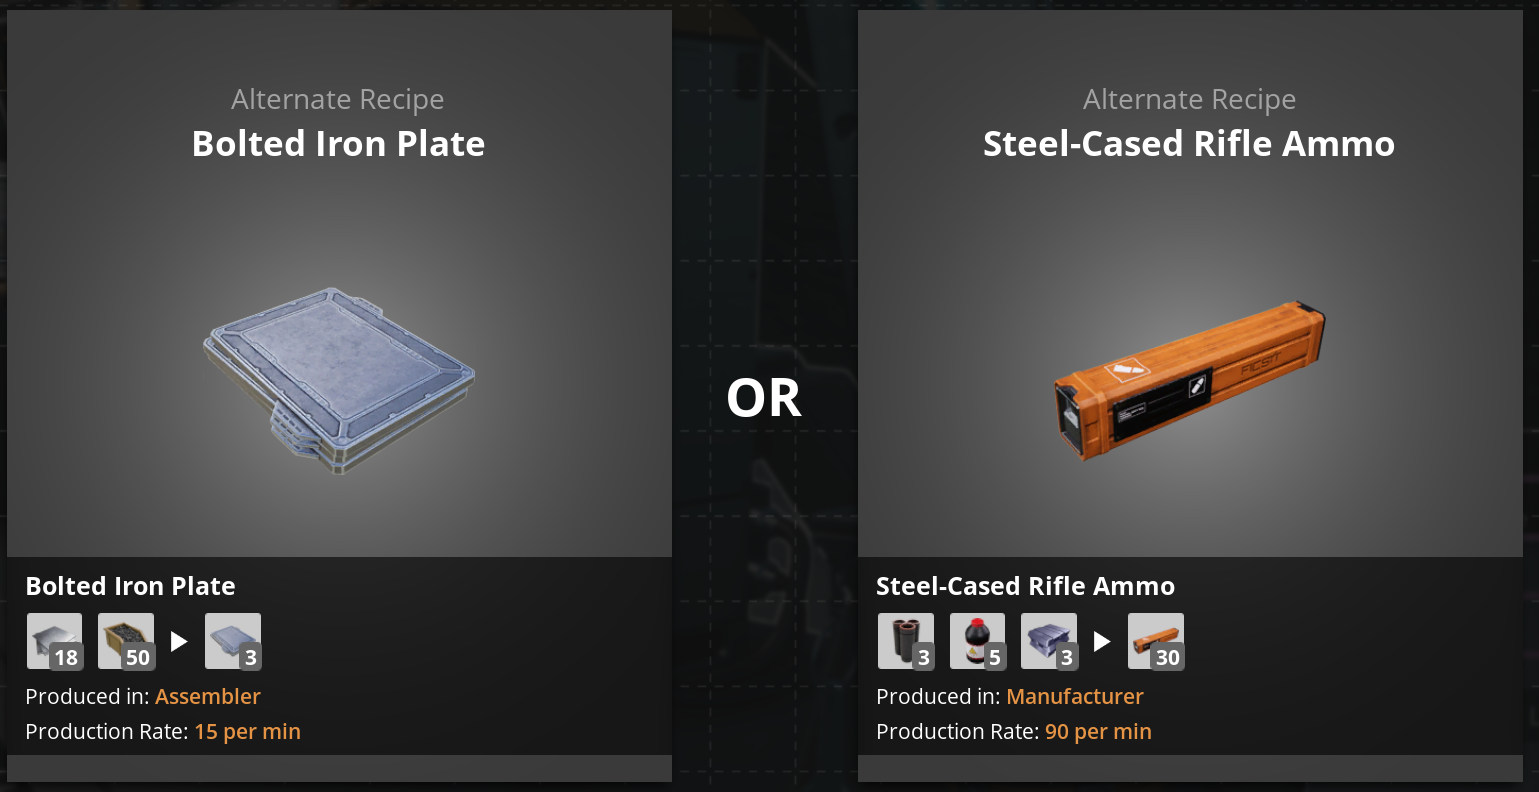 Alternate Recipe
Bolted Iron Plate
Bolted Iron Plate
18 50 3
Produced in: Assembler
Production Rate: 15 per min
OR
Alternate Recipe
Steel-Cased Rifle Ammo
FICSIT
Steel-Cased Rifle Ammo
3 5 3 30
Produced in: Manufacturer
Production Rate: 90 per min